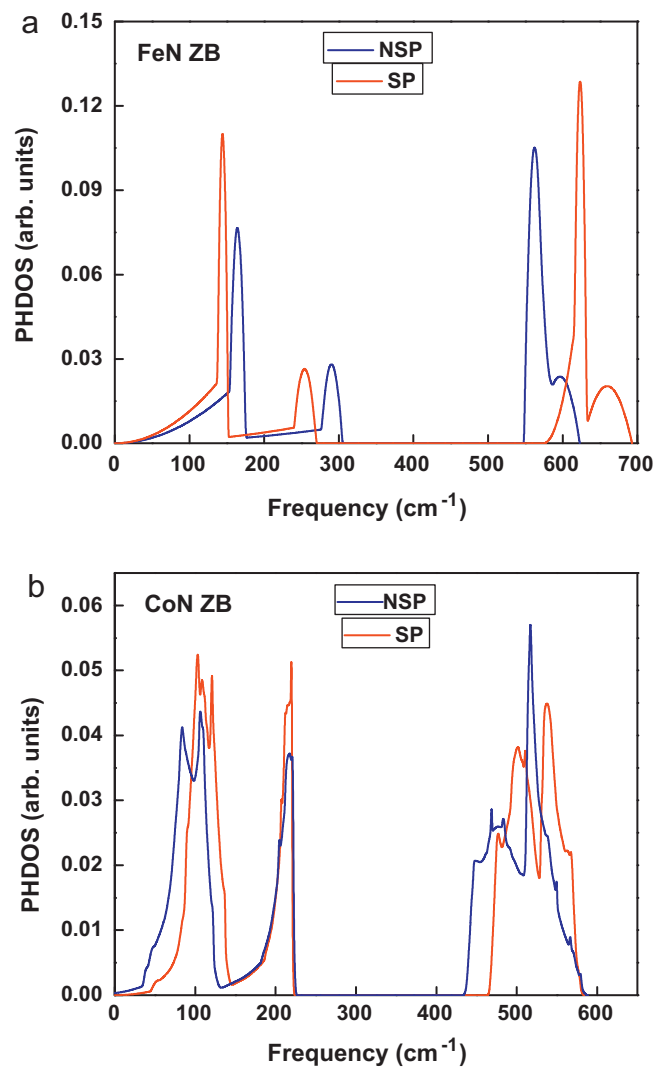 a
FeN ZB
NSP
SP
0.15
0.12
0.09
0.06
0.03
0.00
PHDOS (arb. units)
0 100 200 300 400 500 600 700
Frequency (cm⁻¹)
b
CoN ZB
NSP
SP
0.06
0.05
0.04
0.03
0.02
0.01
0.00
PHDOS (arb. units)
0 100 200 300 400 500 600
Frequency (cm⁻¹)